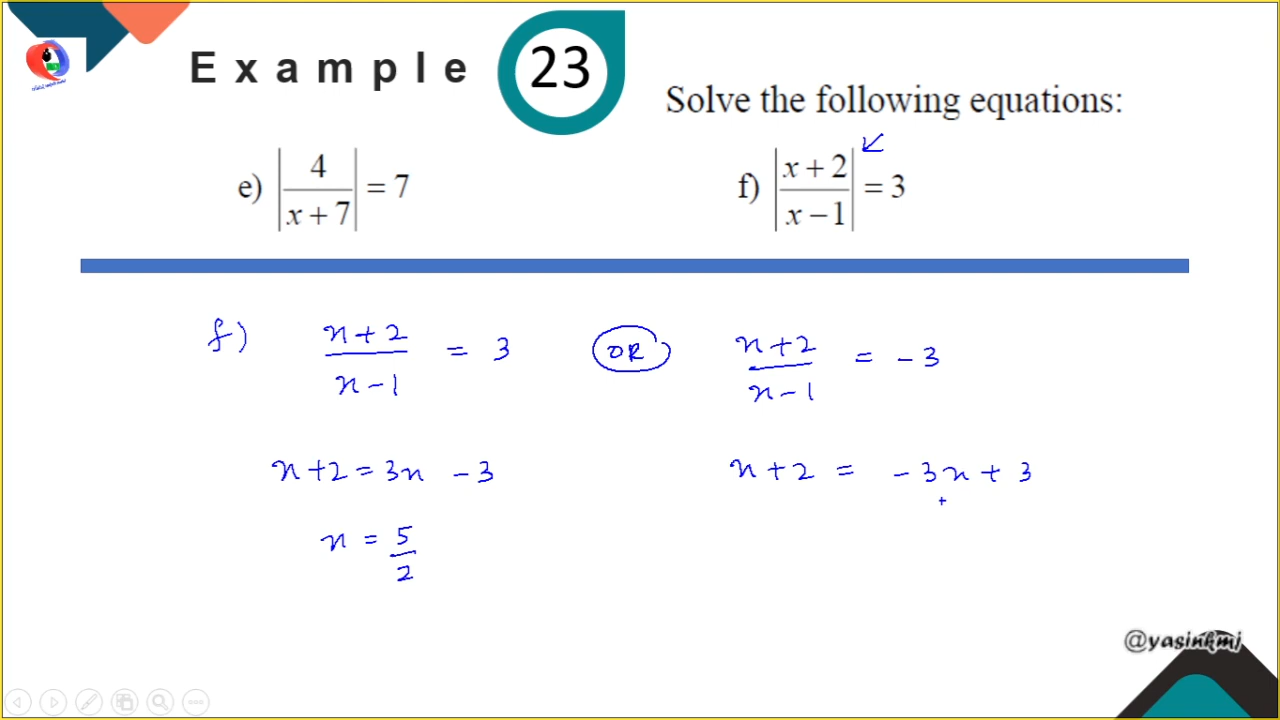 Example 23
Solve the following equations:
e) |4/(x+7)| = 7
f) |(x+2)/(x-1)| = 3
f) (x+2)/(x-1) = 3 OR (x+2)/(x-1) = -3
x+2 = 3x - 3
x+2 = -3x + 3
x = 5/2
@yasinkmj